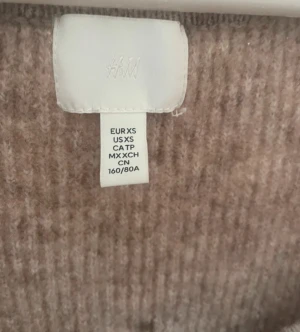 EUR XS
US XS
CA TP
MX XCH
CN
160/80A